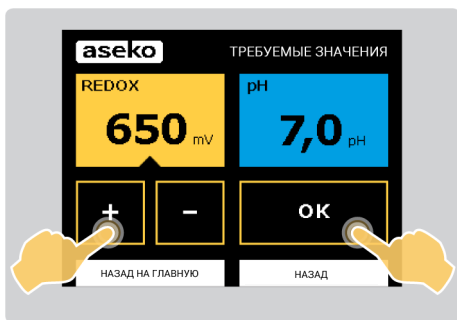 aseko ТРЕБУЕМЫЕ ЗНАЧЕНИЯ
REDOX
650 mV
pH
7,0 pH
+ - OK
НАЗАД НА ГЛАВНУЮ НАЗАД